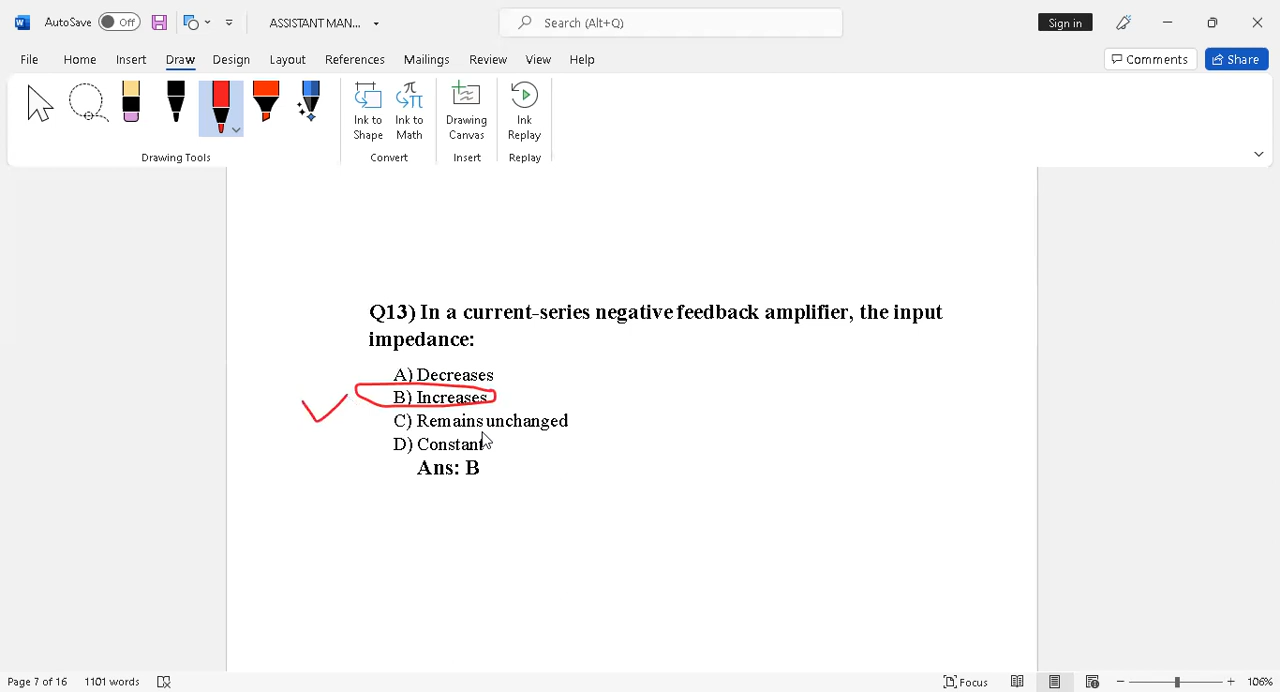 AutoSave Off ASSISTANT MAN... Search (Alt+Q) Sign in
File Home Insert Draw Design Layout References Mailings Review View Help Comments Share
Ink to Shape
Ink to Math
Drawing Canvas
Ink Replay
Drawing Tools Convert Insert Replay
Q13) In a current-series negative feedback amplifier, the input
impedance:
A) Decreases
B) Increases
C) Remains unchanged
D) Constant
Ans: B
Page 7 of 16 1101 words Focus 106%